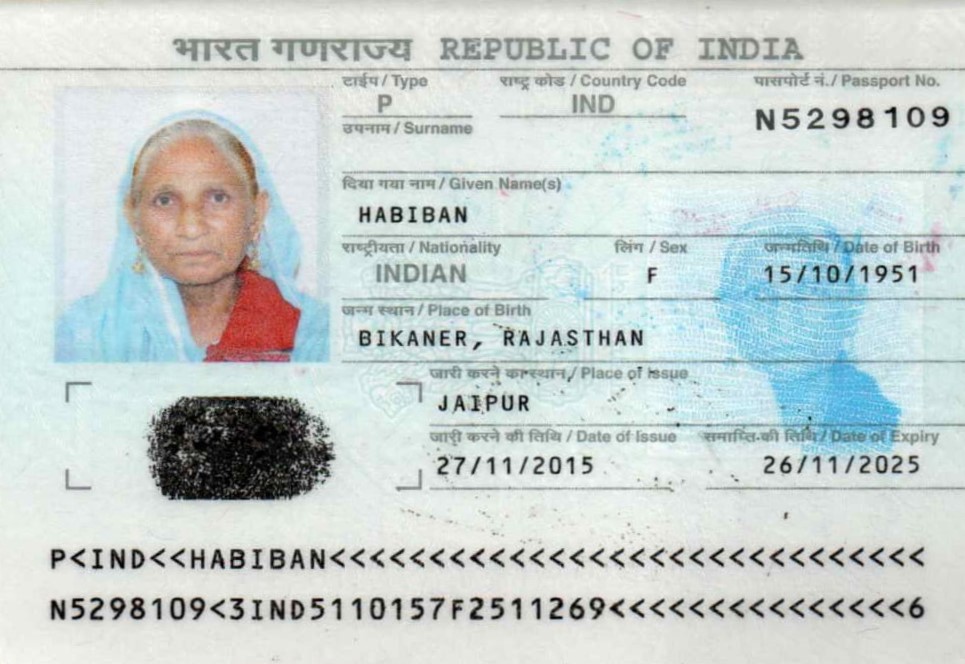 भारत गणराज्य REPUBLIC OF INDIA
टाईप / Type राष्ट्र कोड / Country Code पासपोर्ट नं. / Passport No.
P IND N5298109
उपनाम / Surname
दिया गया नाम / Given Name(s)
HABIBAN
राष्ट्रीयता / Nationality लिंग / Sex जन्मतिथि / Date of Birth
INDIAN F 15/10/1951
जन्म स्थान / Place of Birth
BIKANER, RAJASTHAN
जारी करने का स्थान / Place of Issue
JAIPUR
जारी करने की तिथि / Date of Issue समाप्ति की तिथि / Date of Expiry
27/11/2015 26/11/2025
P<IND<<HABIBAN<<<<<<<<<<<<<<<<<<<<<<<<<<<<<<
N5298109<3IND5110157F2511269<<<<<<<<<<<<<<<6